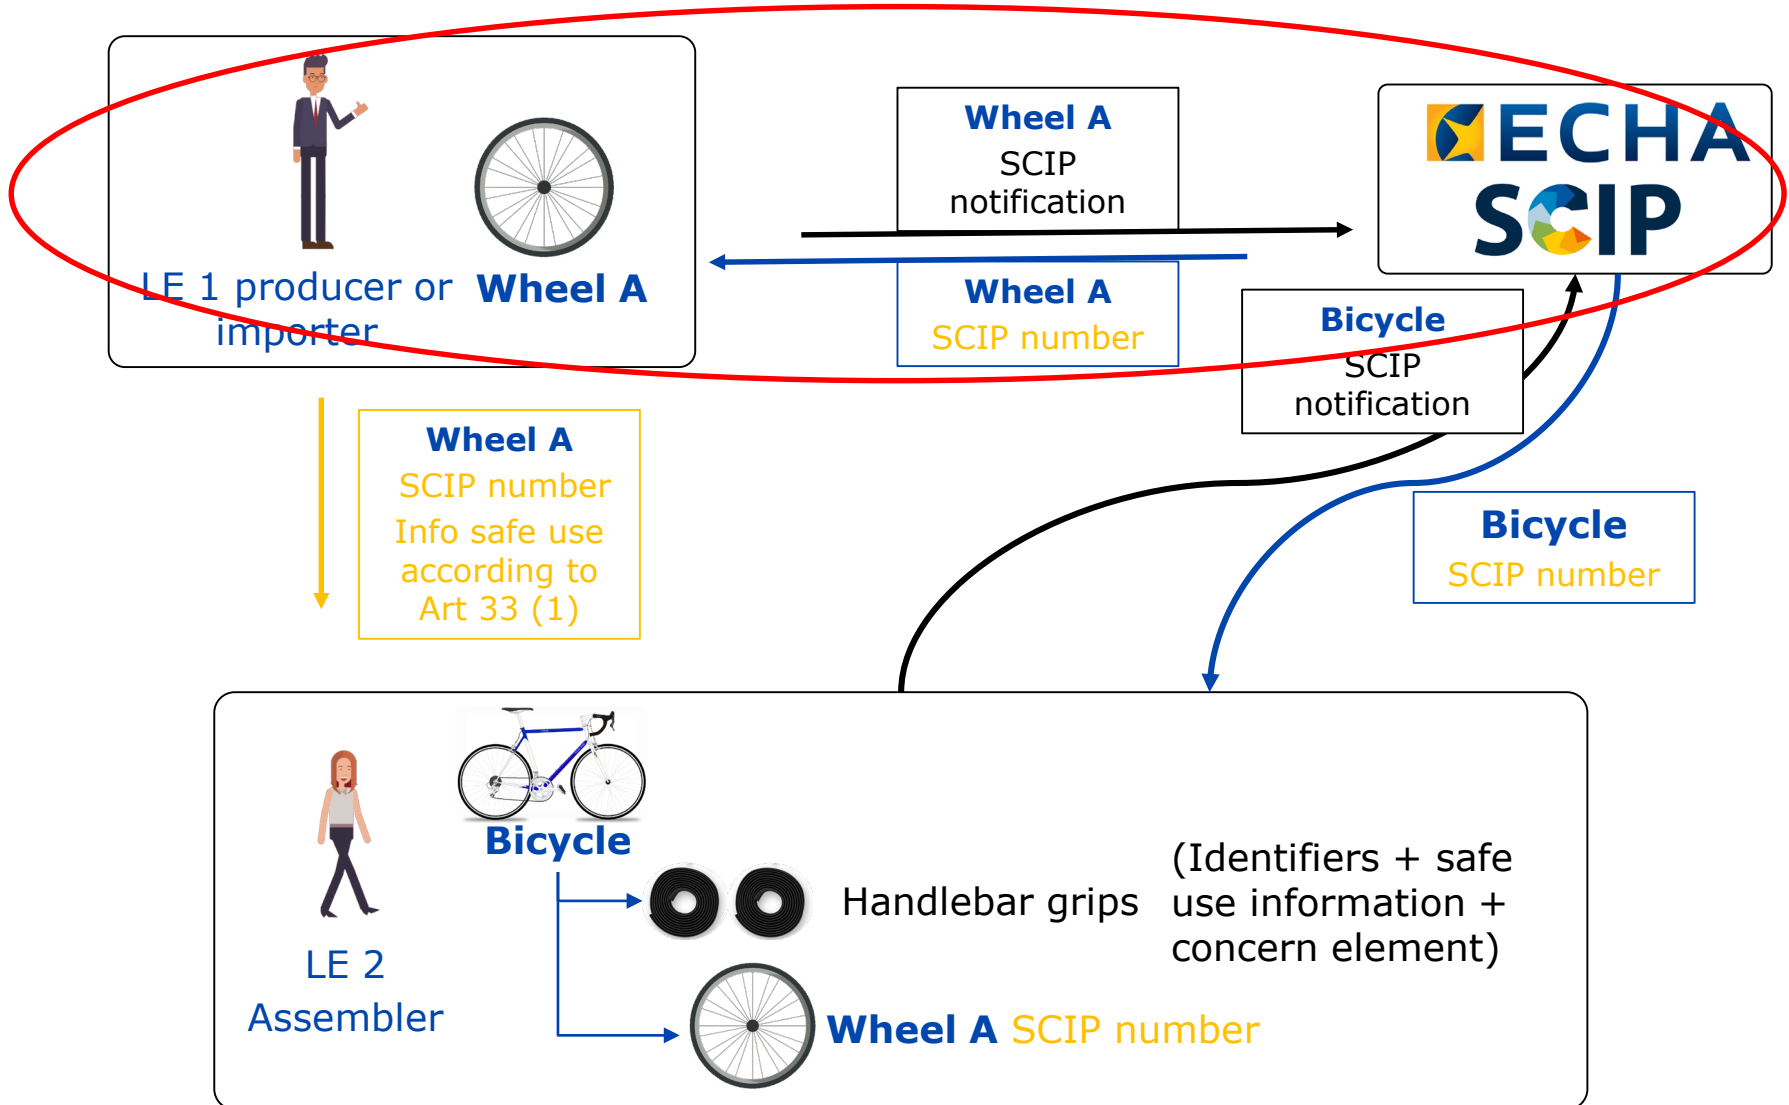 LE 1 producer or
importer
Wheel A
Wheel A
SCIP
notification
ECHA
SCIP
Wheel A
SCIP number
Bicycle
SCIP
notification
Wheel A
SCIP number
Info safe use
according to
Art 33 (1)
Bicycle
SCIP number
LE 2
Assembler
Bicycle
Handlebar grips
(Identifiers + safe
use information +
concern element)
Wheel A SCIP number